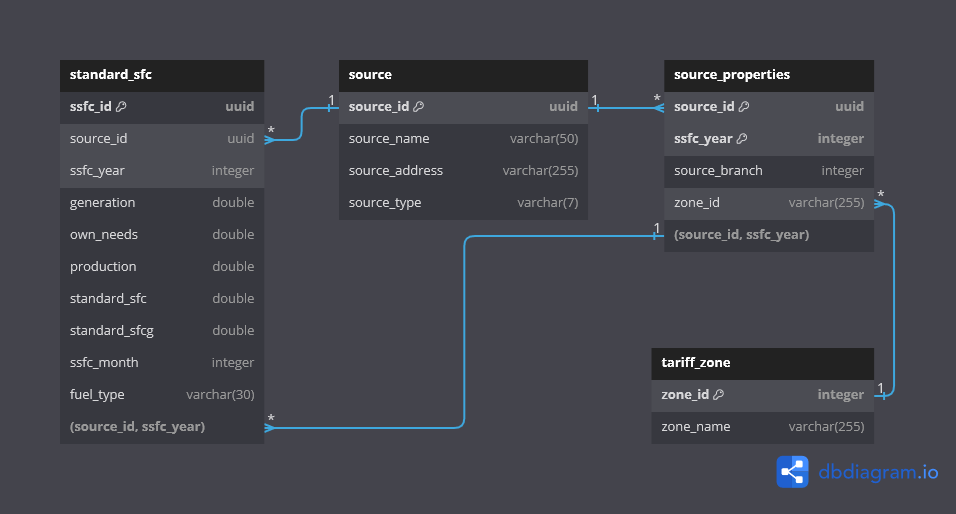 standard_sfc
ssfc_id uuid
source_id uuid
ssfc_year integer
generation double
own_needs double
production double
standard_sfc double
standard_sfcg double
ssfc_month integer
fuel_type varchar(30)
(source_id, ssfc_year)
*
*
source
source_id uuid
source_name varchar(50)
source_address varchar(255)
source_type varchar(7)
1
1
source_properties
source_id uuid
ssfc_year integer
source_branch integer
zone_id varchar(255)
(source_id, ssfc_year)
*
*
1
tariff_zone
zone_id integer
zone_name varchar(255)
1
dbdiagram.io